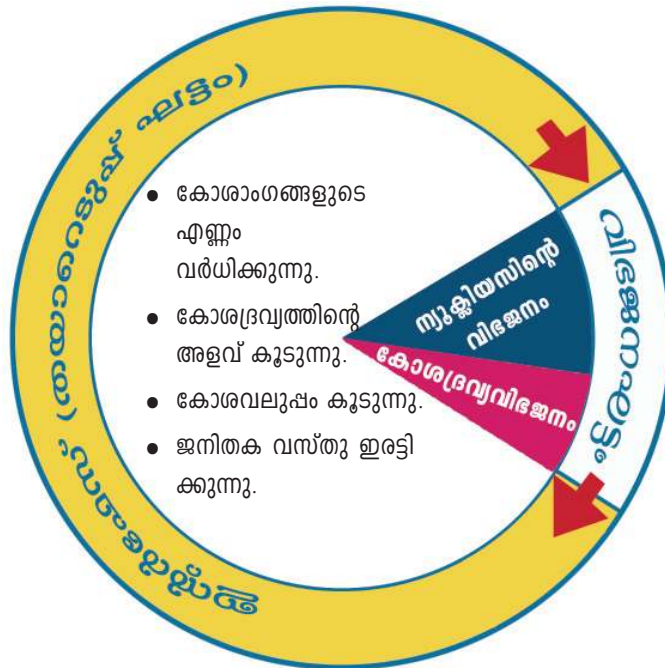 ഇന്റർഫേസ് (തയാറെടുപ്പ് ഘട്ടം)
• കോശാംഗങ്ങളുടെ
എണ്ണം
വർധിക്കുന്നു.
• കോശദ്രവ്യത്തിന്റെ
അളവ് കൂടുന്നു.
• കോശവലുപ്പം കൂടുന്നു.
• ജനിതക വസ്തു ഇരട്ടി
ക്കുന്നു.
ന്യൂക്ലിയസിന്റെ
വിഭജനം
കോശദ്രവ്യവിഭജനം
വിഭജനഘട്ടം